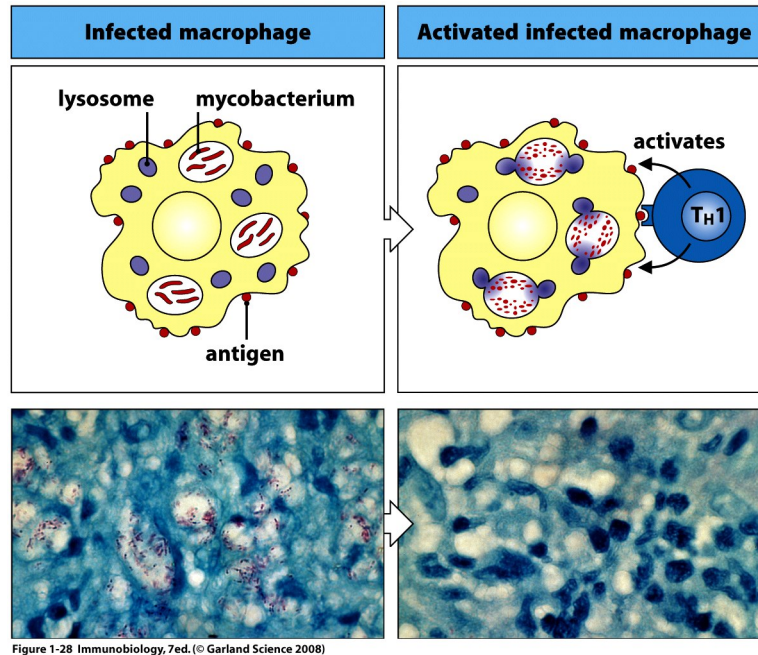 Infected macrophage
Activated infected macrophage
lysosome
mycobacterium
antigen
activates
TH1
Figure 1-28 Immunobiology, 7ed. (© Garland Science 2008)